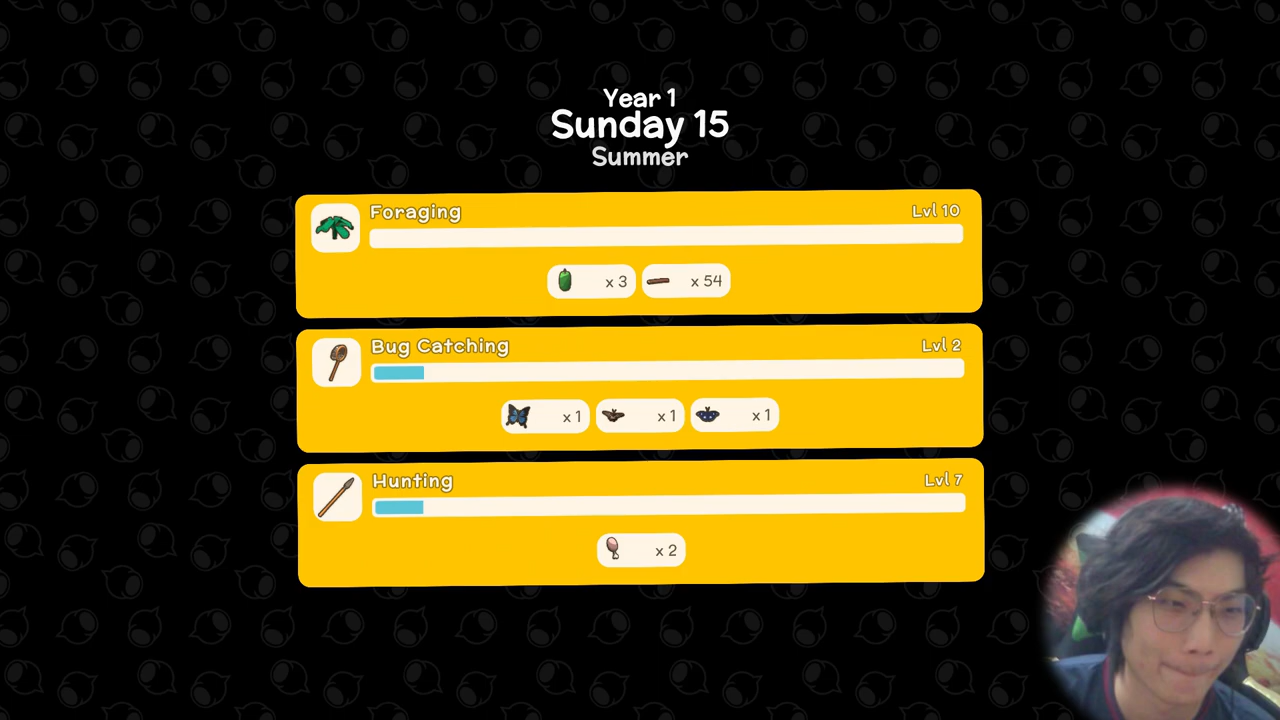 Year 1
Sunday 15
Summer
Foraging Lvl 10
x 3 x 54
Bug Catching Lvl 2
x 1 x 1 x 1
Hunting Lvl 7
x 2